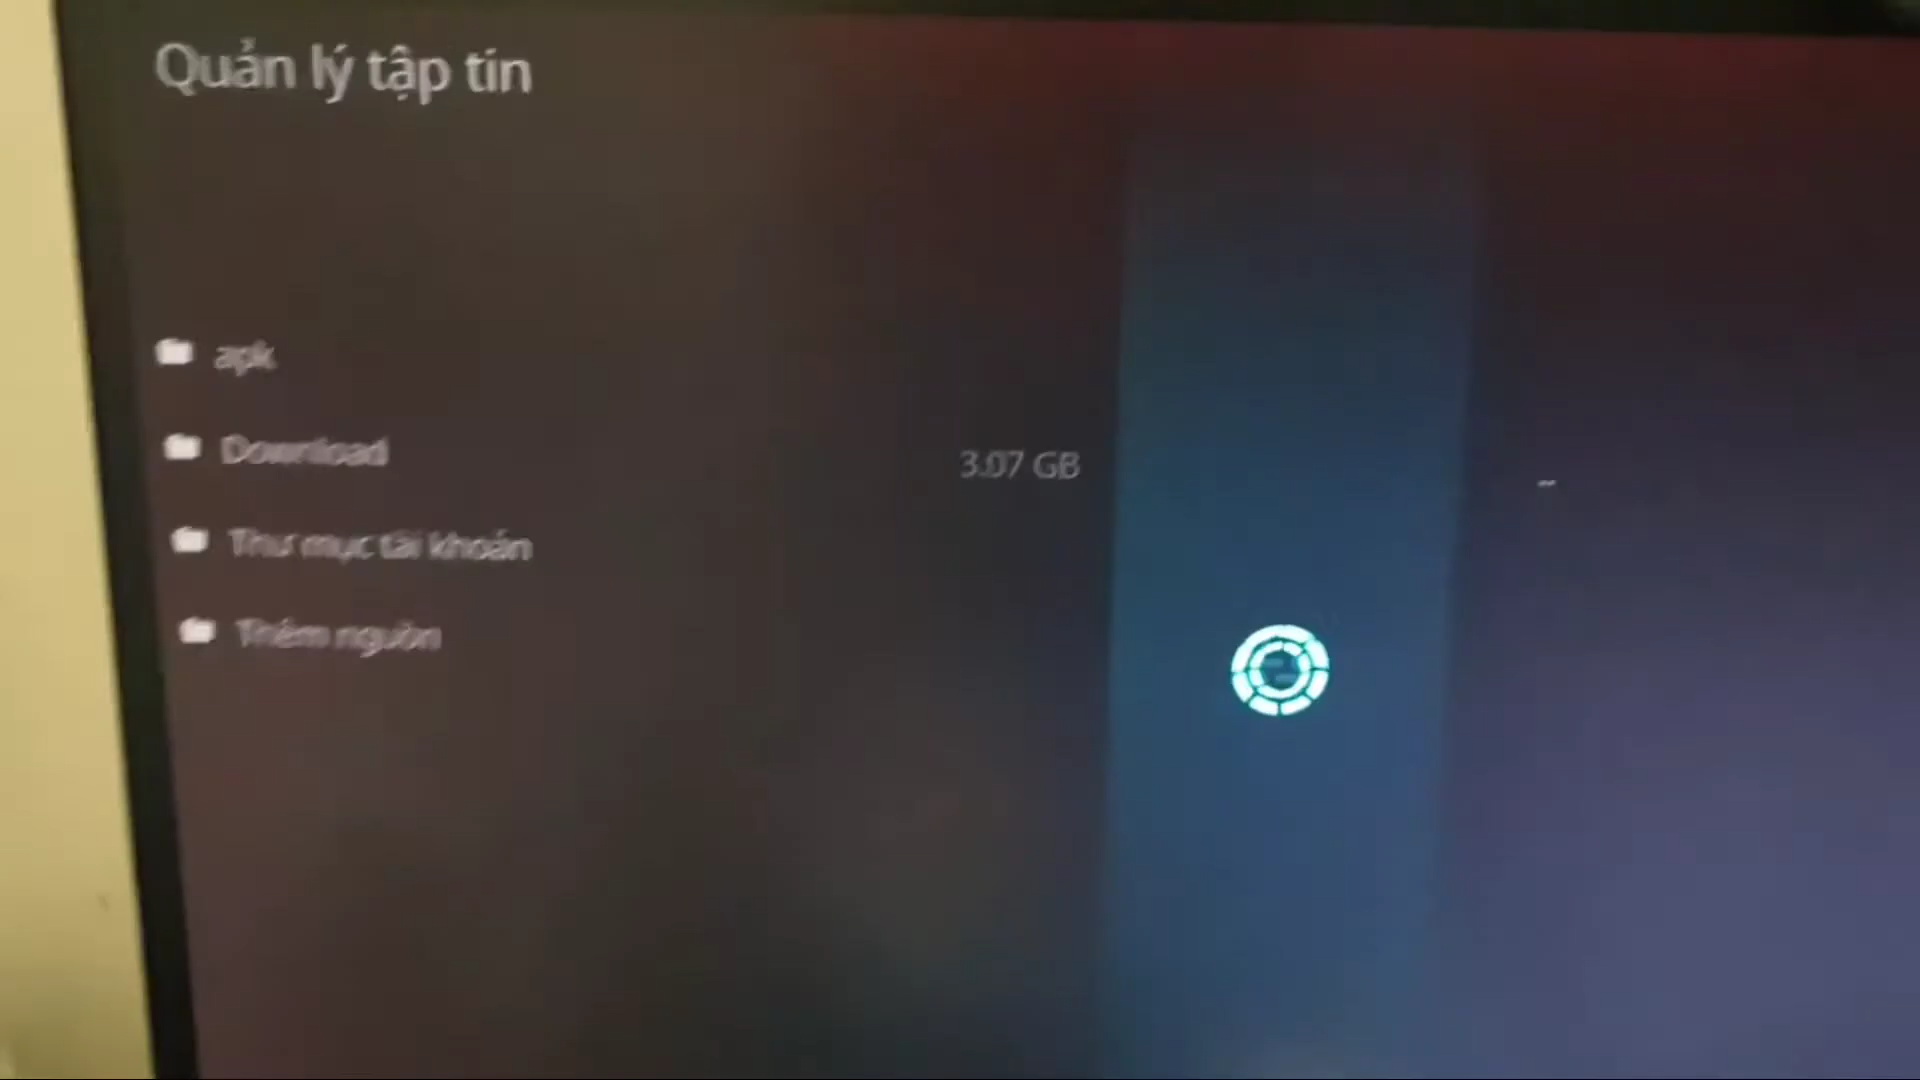 Quản lý tập tin
apk
Download
3.07 GB
..
Thư mục tài khoản
Thêm nguồn